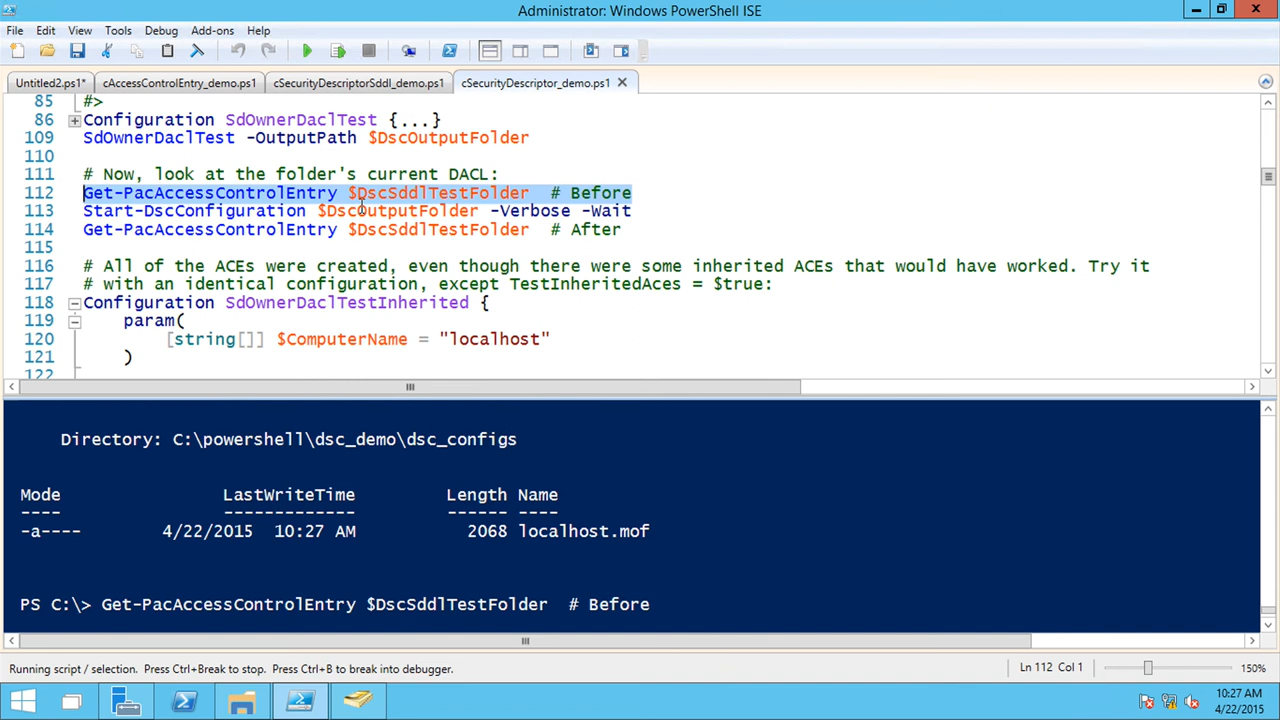 Administrator: Windows PowerShell ISE
File Edit View Tools Debug Add-ons Help
Untitled2.ps1* cAccessControlEntry_demo.ps1 cSecurityDescriptorSddl_demo.ps1 cSecurityDescriptor_demo.ps1
85 #>
86 Configuration SdOwnerDaclTest {...}
109 SdOwnerDaclTest -OutputPath $DscOutputFolder
110
111 # Now, look at the folder's current DACL:
112 Get-PacAccessControlEntry $DscSddlTestFolder # Before
113 Start-DscConfiguration $DscOutputFolder -Verbose -Wait
114 Get-PacAccessControlEntry $DscSddlTestFolder # After
115
116 # All of the ACEs were created, even though there were some inherited ACEs that would have worked. Try it
117 # with an identical configuration, except TestInheritedAces = $true:
118 Configuration SdOwnerDaclTestInherited {
119 param(
120 [string[]] $ComputerName = "localhost"
121 )
122
Directory: C:\powershell\dsc_demo\dsc_configs
Mode LastWriteTime Length Name
---- ------------- ------ ----
-a---- 4/22/2015 10:27 AM 2068 localhost.mof
PS C:\> Get-PacAccessControlEntry $DscSddlTestFolder # Before
Running script / selection. Press Ctrl+Break to stop. Press Ctrl+B to break into debugger. Ln 112 Col 1 150%
10:27 AM
4/22/2015